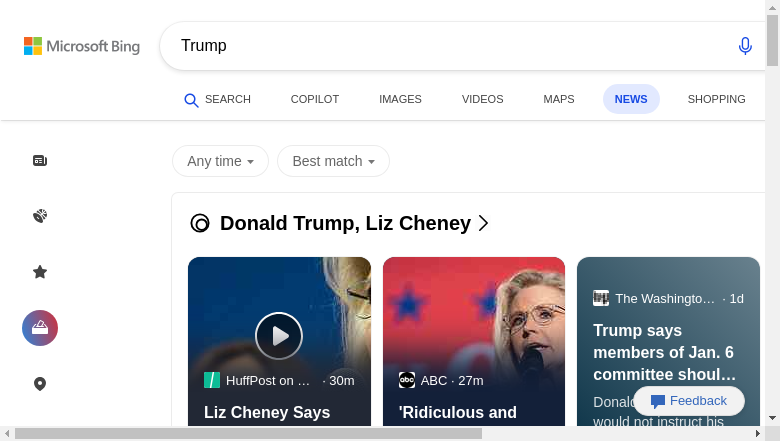 Microsoft Bing
Trump
SEARCH
COPILOT
IMAGES
VIDEOS
MAPS
NEWS
SHOPPING
Any time
Best match
Donald Trump, Liz Cheney
HuffPost on … · 30m
Liz Cheney Says
abc
ABC · 27m
'Ridiculous and
The Washingto… · 1d
Trump says
members of Jan. 6
committee shoul…
Donald
would not instruct his
Feedback